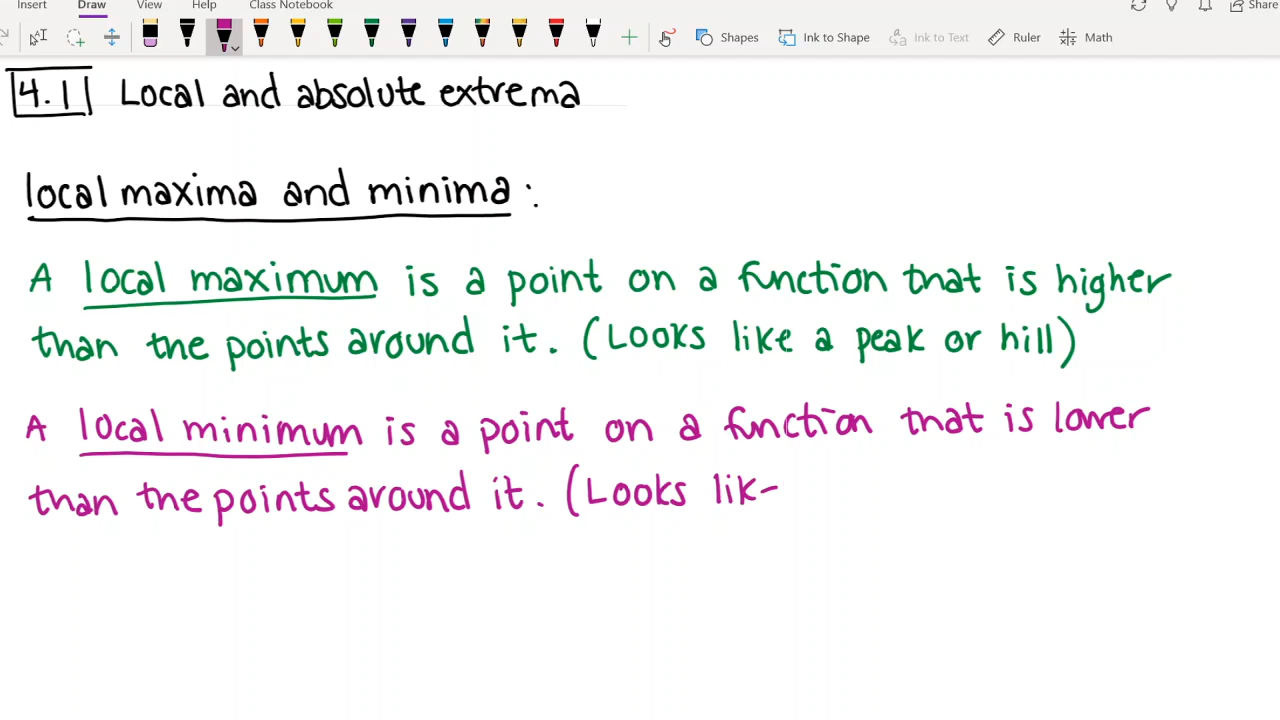 Insert Draw View Help Class Notebook
Share
Shapes Ink to Shape Ink to Text Ruler Math
4.1 Local and absolute extrema
local maxima and minima:
A local maximum is a point on a function that is higher
than the points around it. (Looks like a peak or hill)
A local minimum is a point on a function that is lower
than the points around it. (Looks lik